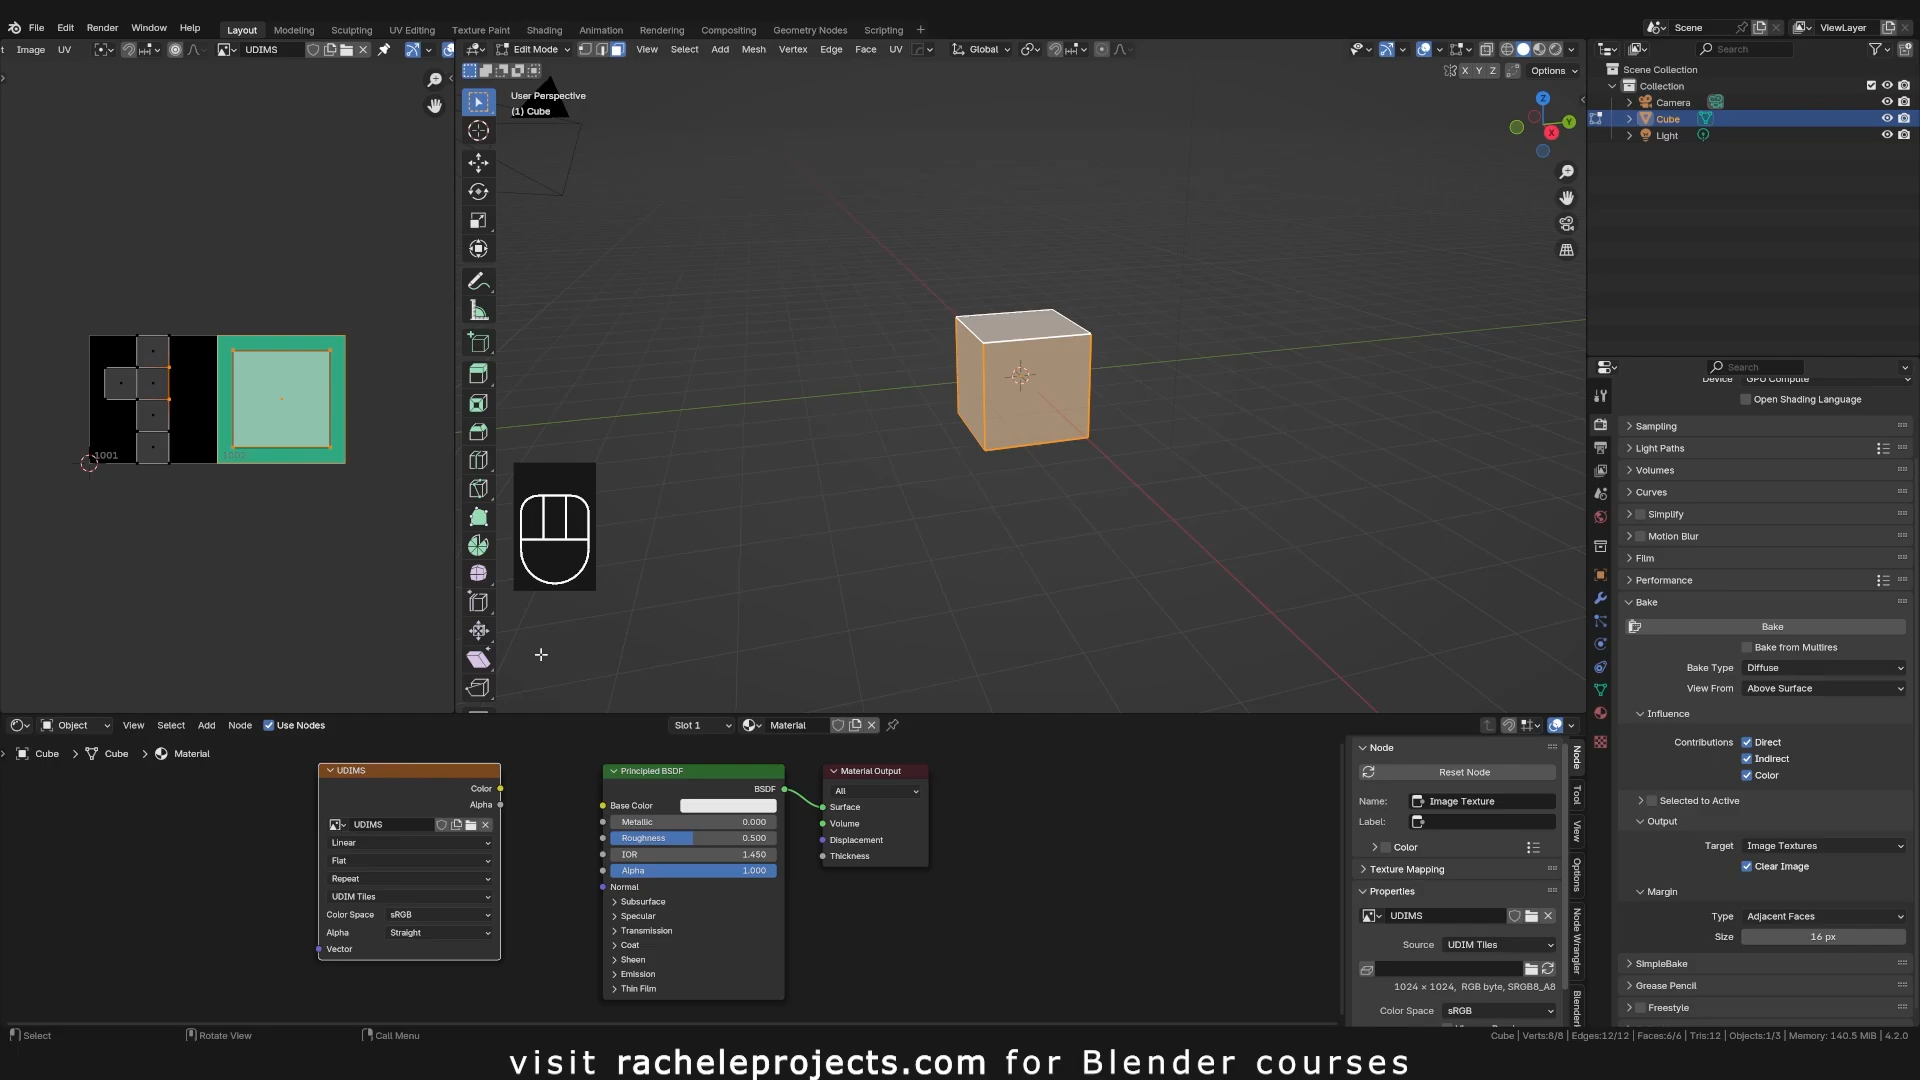 File Edit Render Window Help Layout Modeling Sculpting UV Editing Texture Paint Shading Animation Rendering Compositing Geometry Nodes Scripting + Scene ViewLayer
Image UV UDIMS Edit Mode View Select Add Mesh Vertex Edge Face UV Global Search
X Y Z Options
Scene Collection
Collection
Camera
Cube
Light
User Perspective
(1) Cube
Z
Y
X
1001
1002
Search
Device GPU Compute
Open Shading Language
Sampling
Light Paths
Volumes
Curves
Simplify
Motion Blur
Film
Performance
Bake
Bake
Bake from Multires
Bake Type Diffuse
View From Above Surface
Influence
Contributions Direct
Indirect
Color
Selected to Active
Output
Target Image Textures
Clear Image
Margin
Type Adjacent Faces
Size 16 px
SimpleBake
Grease Pencil
Freestyle
Object View Select Add Node Use Nodes Slot 1 Material
Cube Cube Material
UDIMS
Color
Alpha
UDIMS
Linear
Flat
Repeat
UDIM Tiles
Color Space sRGB
Alpha Straight
Vector
Principled BSDF
BSDF
Base Color
Metallic 0.000
Roughness 0.500
IOR 1.450
Alpha 1.000
Normal
Subsurface
Specular
Transmission
Coat
Sheen
Emission
Thin Film
Material Output
All
Surface
Volume
Displacement
Thickness
Node
Reset Node
Name: Image Texture
Label:
Color
Texture Mapping
Properties
UDIMS
Source UDIM Tiles
1024 × 1024, RGB byte, SRGB8_A8
Color Space sRGB
Node
Tool
View
Options
Node Wrangler
Select Rotate View Call Menu Cube | Verts:8/8 | Edges:12/12 | Faces:6/6 | Tris:12 | Objects:1/3 | Memory: 140.5 MiB | 4.2.0
visit racheleprojects.com for Blender courses